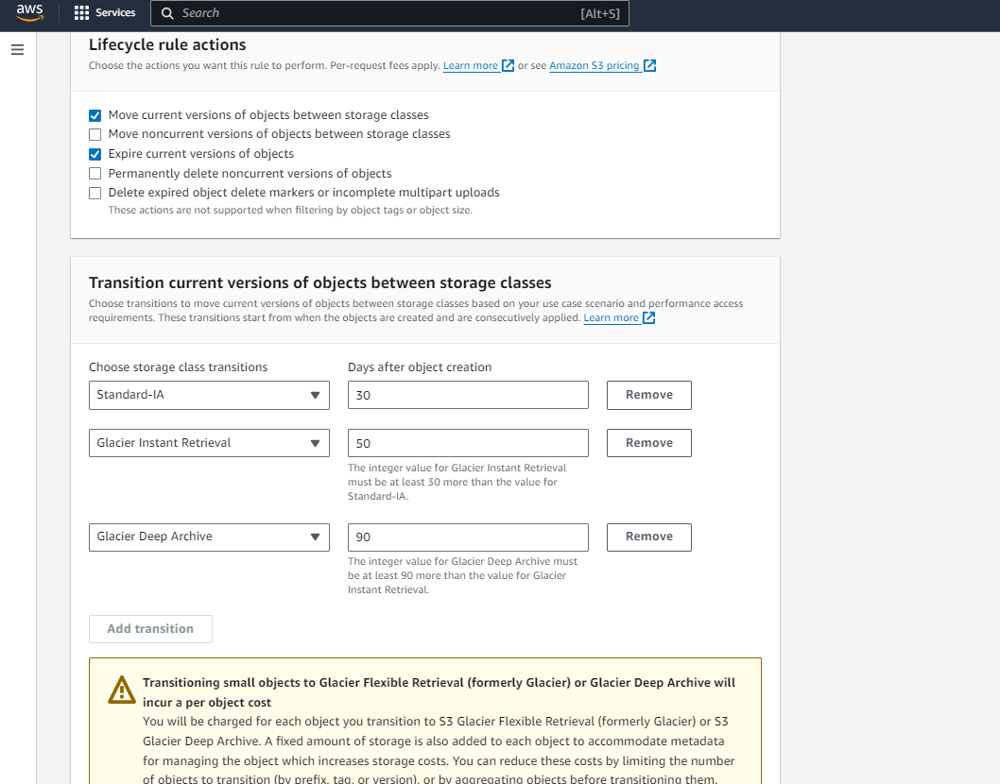 aws
Services
Search
[Alt+S]
Lifecycle rule actions
Choose the actions you want this rule to perform. Per-request fees apply. Learn more or see Amazon S3 pricing
Move current versions of objects between storage classes
Move noncurrent versions of objects between storage classes
Expire current versions of objects
Permanently delete noncurrent versions of objects
Delete expired object delete markers or incomplete multipart uploads
These actions are not supported when filtering by object tags or object size.
Transition current versions of objects between storage classes
Choose transitions to move current versions of objects between storage classes based on your use case scenario and performance access
requirements. These transitions start from when the objects are created and are consecutively applied. Learn more
Choose storage class transitions
Days after object creation
Standard-IA
30
Remove
Glacier Instant Retrieval
50
Remove
The integer value for Glacier Instant Retrieval
must be at least 30 more than the value for
Standard-IA.
Glacier Deep Archive
90
Remove
The integer value for Glacier Deep Archive must
be at least 90 more than the value for Glacier
Instant Retrieval.
Add transition
Transitioning small objects to Glacier Flexible Retrieval (formerly Glacier) or Glacier Deep Archive will
incur a per object cost
You will be charged for each object you transition to S3 Glacier Flexible Retrieval (formerly Glacier) or S3
Glacier Deep Archive. A fixed amount of storage is also added to each object to accommodate metadata
for managing the object which increases storage costs. You can reduce these costs by limiting the number
of objects to transition (by prefix, tag, or version), or by aggregating objects before transitioning them.